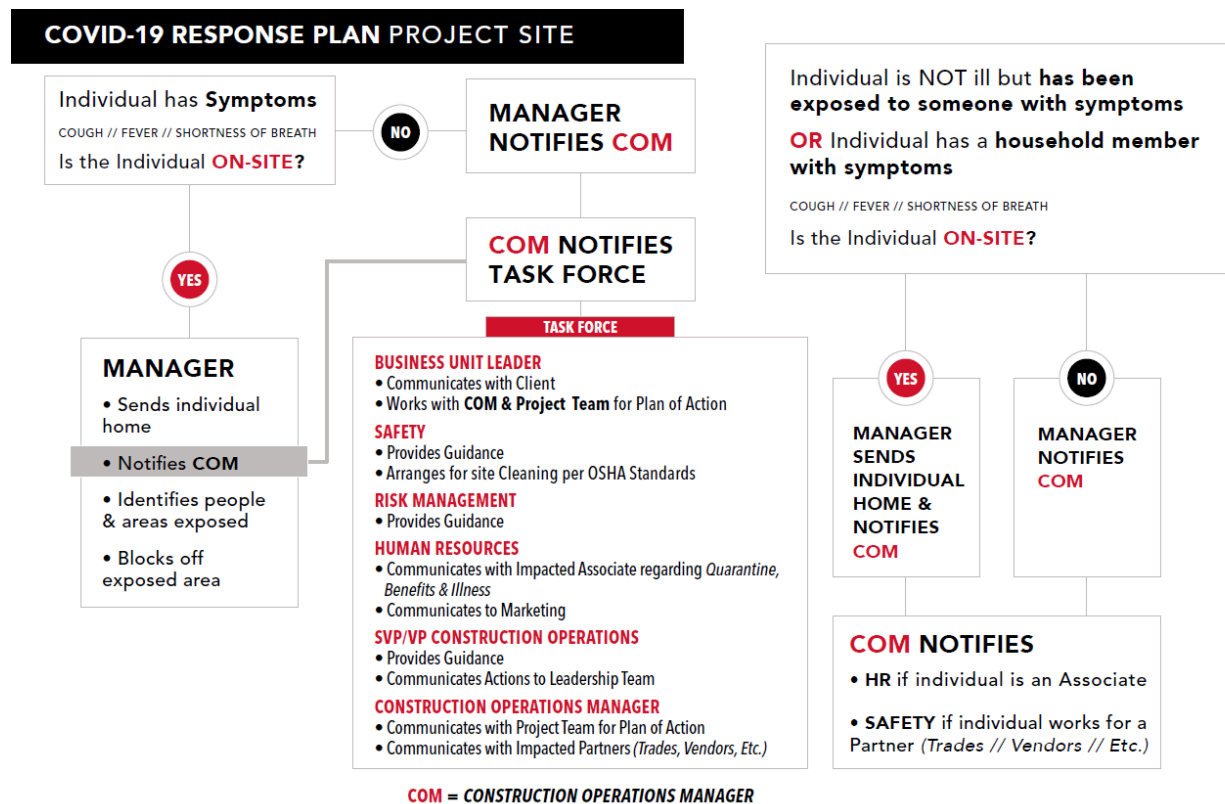 COVID-19 RESPONSE PLAN PROJECT SITE
Individual has Symptoms
COUGH // FEVER // SHORTNESS OF BREATH
Is the Individual ON-SITE?
NO
MANAGER
NOTIFIES COM
YES
MANAGER
• Sends individual
home
• Notifies COM
• Identifies people
& areas exposed
• Blocks off
exposed area
COM NOTIFIES
TASK FORCE
TASK FORCE
BUSINESS UNIT LEADER
• Communicates with Client
• Works with COM & Project Team for Plan of Action
SAFETY
• Provides Guidance
• Arranges for site Cleaning per OSHA Standards
RISK MANAGEMENT
• Provides Guidance
HUMAN RESOURCES
• Communicates with Impacted Associate regarding Quarantine,
Benefits & Illness
• Communicates to Marketing
SVP/VP CONSTRUCTION OPERATIONS
• Provides Guidance
• Communicates Actions to Leadership Team
CONSTRUCTION OPERATIONS MANAGER
• Communicates with Project Team for Plan of Action
• Communicates with Impacted Partners (Trades, Vendors, Etc.)
COM = CONSTRUCTION OPERATIONS MANAGER
Individual is NOT ill but has been
exposed to someone with symptoms
OR Individual has a household member
with symptoms
COUGH // FEVER // SHORTNESS OF BREATH
Is the Individual ON-SITE?
YES
MANAGER
SENDS
INDIVIDUAL
HOME &
NOTIFIES
COM
NO
MANAGER
NOTIFIES
COM
COM NOTIFIES
• HR if individual is an Associate
• SAFETY if individual works for a
Partner (Trades // Vendors // Etc.)